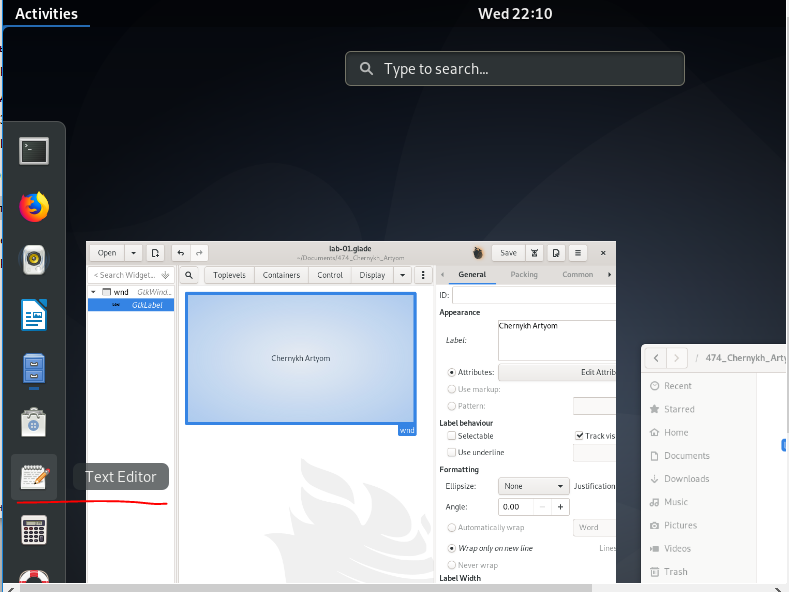 Activities
Wed 22:10
Type to search...
Open
lab-01.glade
~/Documents/474_Chernykh_Artyom
Save
< Search Widget...
Toplevels
Containers
Control
Display
General
Packing
Common
wnd GtkWind...
GtkLabel
ID:
Appearance
Chernykh Artyom
Label:
Chernykh Artyom
Attributes:
Edit Attrib
Use markup:
Pattern:
wnd
Label behaviour
Selectable
Track vis
Use underline
Formatting
Ellipsize:
None
Justification
Angle:
0.00
Automatically wrap
Word
Wrap only on new line
Lines
Never wrap
Label Width
Text Editor
/ 474_Chernykh_Arty
Recent
Starred
Home
Documents
Downloads
Music
Pictures
Videos
Trash